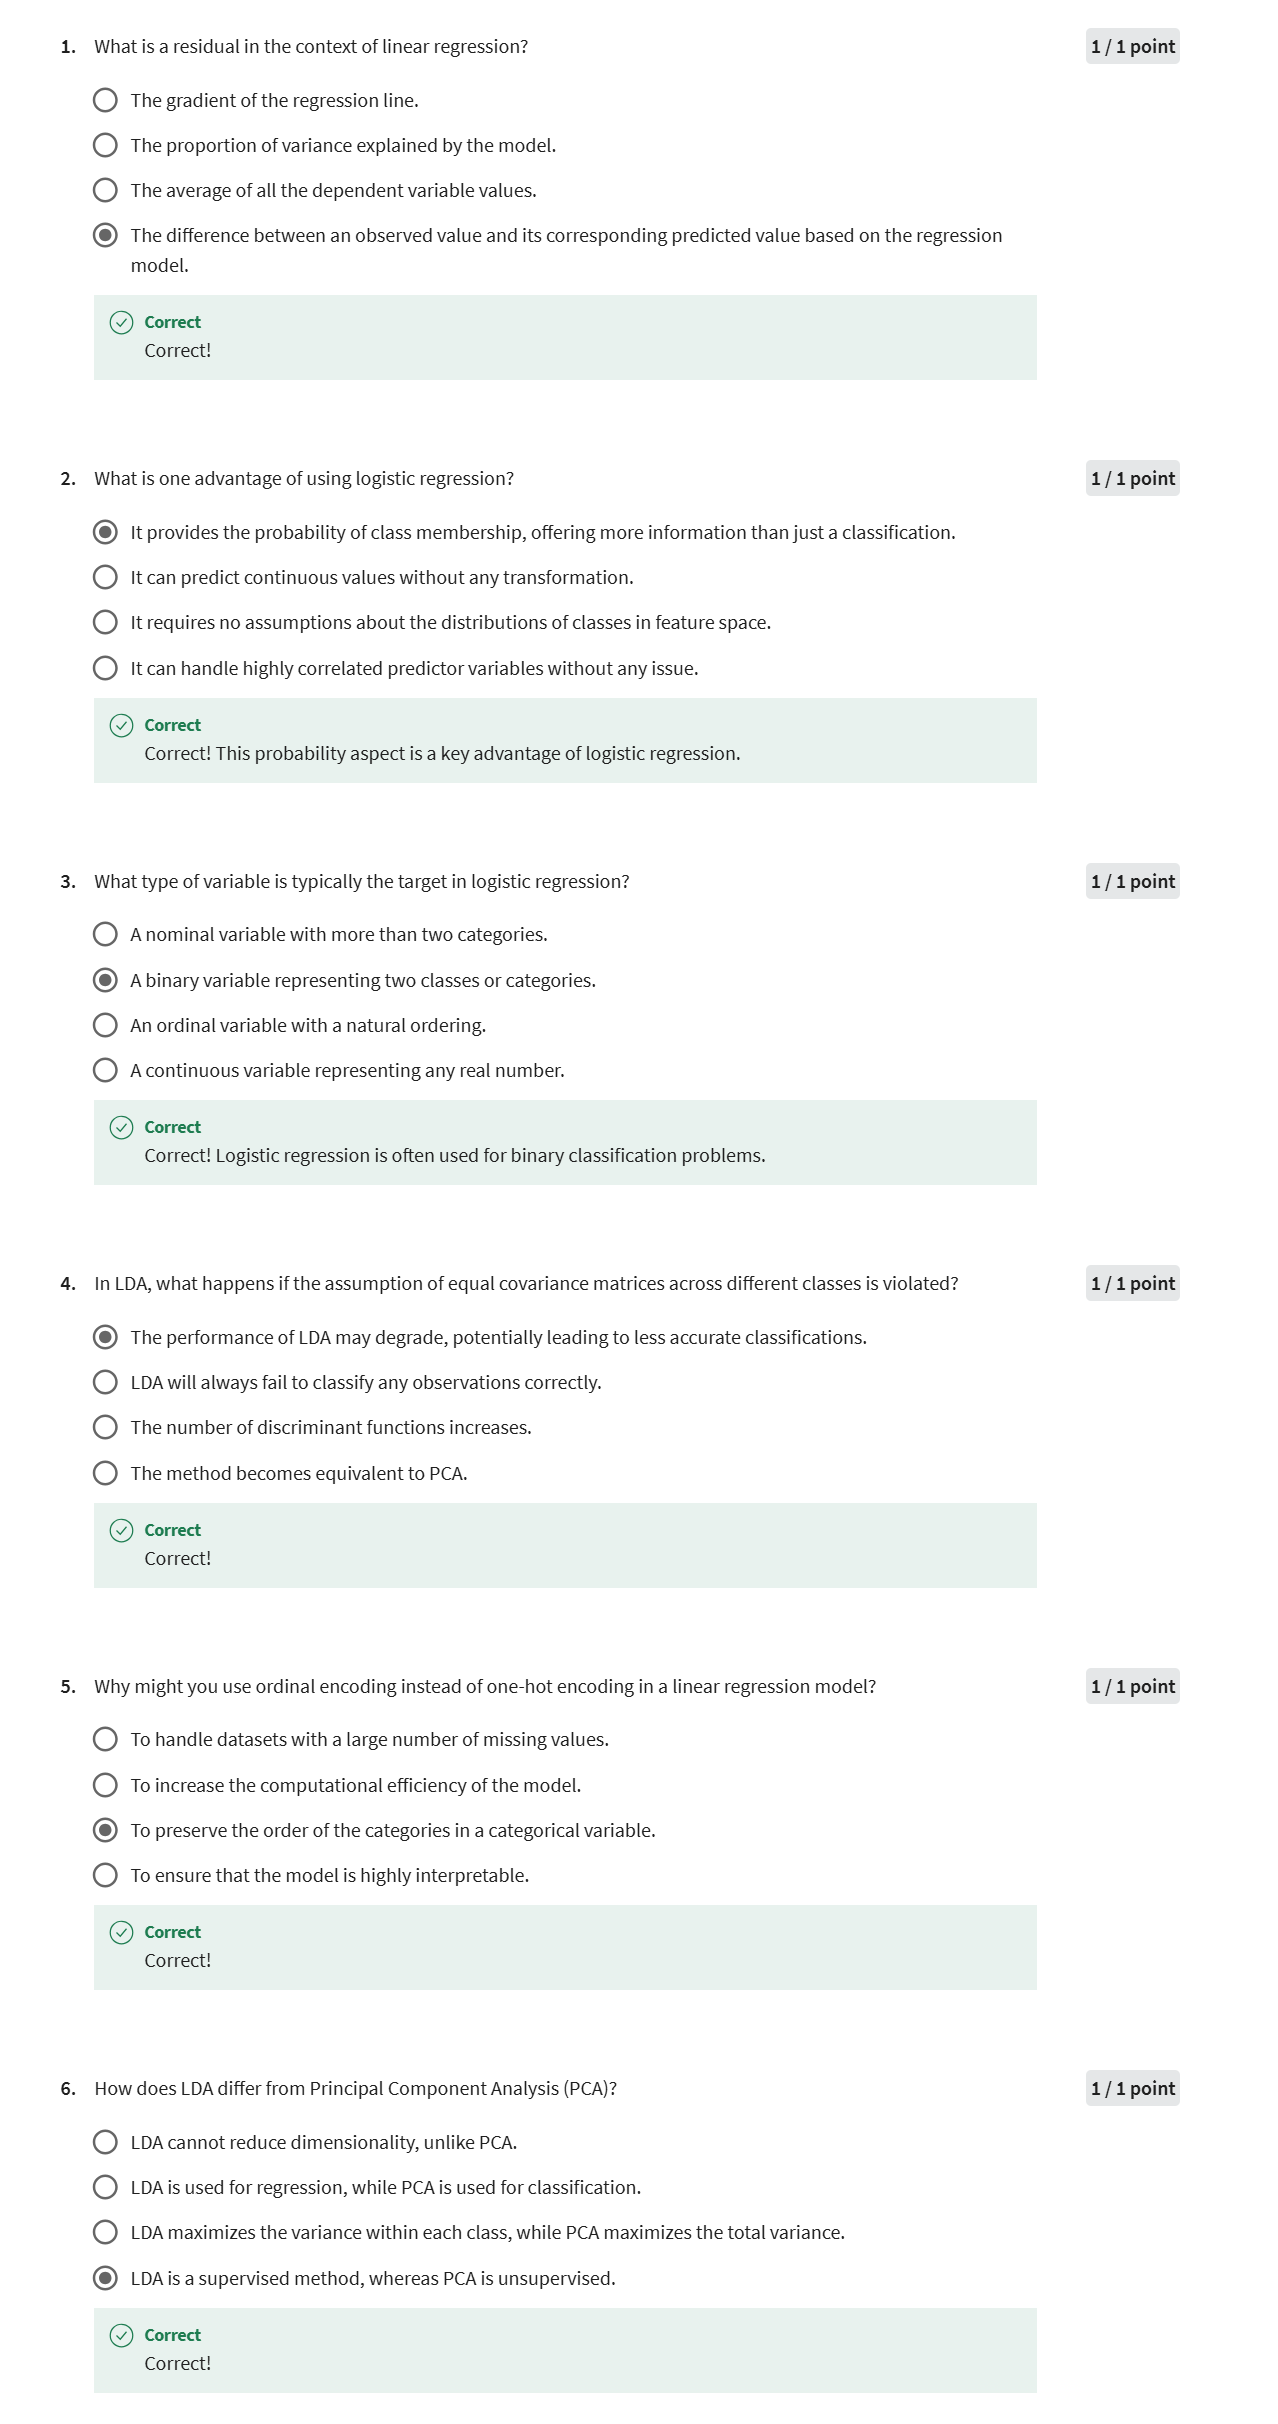 1. What is a residual in the context of linear regression? 1 / 1 point
The gradient of the regression line.
The proportion of variance explained by the model.
The average of all the dependent variable values.
The difference between an observed value and its corresponding predicted value based on the regression
model.
Correct
Correct!
2. What is one advantage of using logistic regression? 1 / 1 point
It provides the probability of class membership, offering more information than just a classification.
It can predict continuous values without any transformation.
It requires no assumptions about the distributions of classes in feature space.
It can handle highly correlated predictor variables without any issue.
Correct
Correct! This probability aspect is a key advantage of logistic regression.
3. What type of variable is typically the target in logistic regression? 1 / 1 point
A nominal variable with more than two categories.
A binary variable representing two classes or categories.
An ordinal variable with a natural ordering.
A continuous variable representing any real number.
Correct
Correct! Logistic regression is often used for binary classification problems.
4. In LDA, what happens if the assumption of equal covariance matrices across different classes is violated? 1 / 1 point
The performance of LDA may degrade, potentially leading to less accurate classifications.
LDA will always fail to classify any observations correctly.
The number of discriminant functions increases.
The method becomes equivalent to PCA.
Correct
Correct!
5. Why might you use ordinal encoding instead of one-hot encoding in a linear regression model? 1 / 1 point
To handle datasets with a large number of missing values.
To increase the computational efficiency of the model.
To preserve the order of the categories in a categorical variable.
To ensure that the model is highly interpretable.
Correct
Correct!
6. How does LDA differ from Principal Component Analysis (PCA)? 1 / 1 point
LDA cannot reduce dimensionality, unlike PCA.
LDA is used for regression, while PCA is used for classification.
LDA maximizes the variance within each class, while PCA maximizes the total variance.
LDA is a supervised method, whereas PCA is unsupervised.
Correct
Correct!